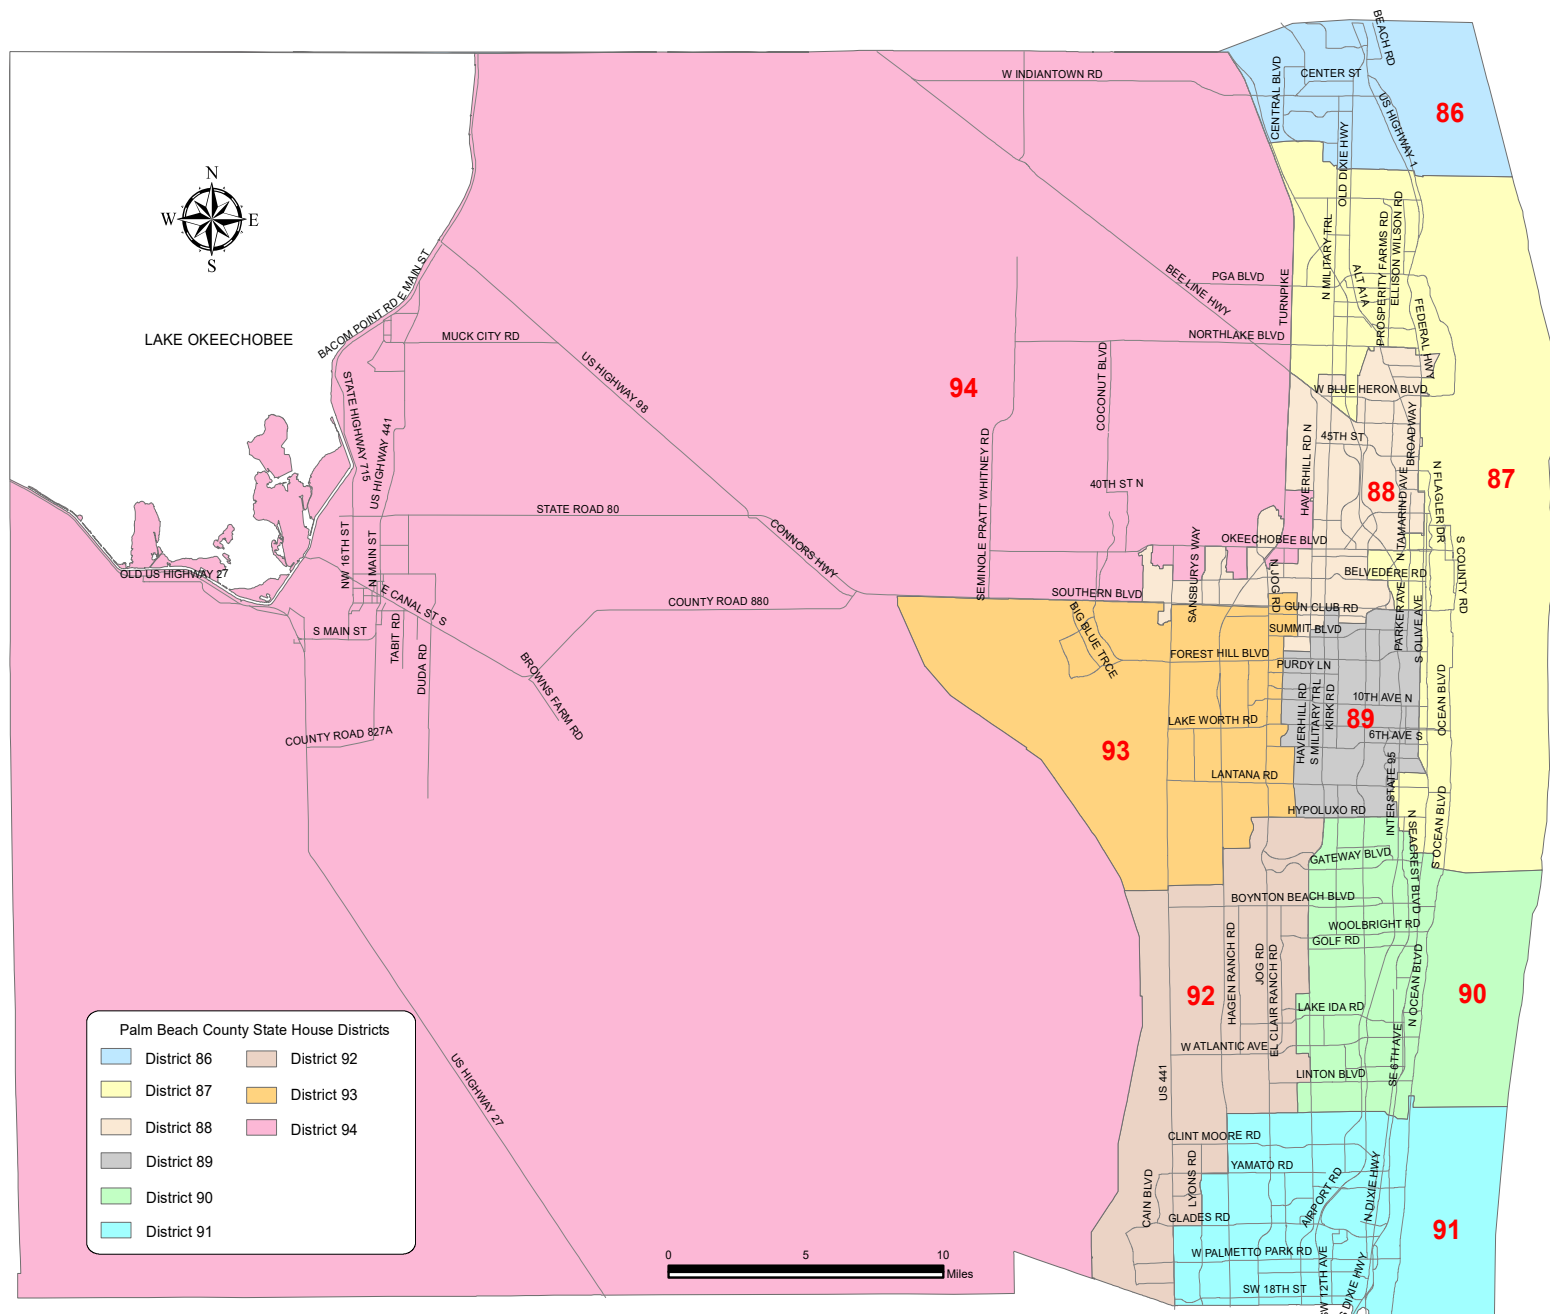 BEACH RD
CENTER ST
W INDIANTOWN RD
CENTRAL BLVD
US HIGHWAY 1
86
OLD DIXIE HWY
N
W
E
S
LAKE OKEECHOBEE
BACOM POINT RD
E MAIN ST
MUCK CITY RD
US HIGHWAY 98
STATE HIGHWAY 715
US HIGHWAY 441
BEE LINE HWY
PGA BLVD
TURNPIKE
N MILITARY TRL
ALT A1A
PROSPERITY FARMS RD
ELLISON WILSON RD
FEDERAL HWY
NORTHLAKE BLVD
COCONUT BLVD
94
W BLUE HERON BLVD
SEMINOLE PRATT WHITNEY RD
HAVERHILL RD N
45TH ST
BROADWAY
88
87
N TAMARIND AVE
N FLAGLER DR
S COUNTY RD
40TH ST N
STATE ROAD 80
CONNORS HWY
OKEECHOBEE BLVD
SANSBURYS WAY
N JOG RD
BELVEDERE RD
OLD US HIGHWAY 27
NW 16TH ST
N MAIN ST
E CANAL ST S
COUNTY ROAD 880
SOUTHERN BLVD
GUN CLUB RD
BIG BLUE TRCE
SUMMIT BLVD
PARKER AVE
S OLIVE AVE
S MAIN ST
TABIT RD
DUDA RD
BROWNS FARM RD
FOREST HILL BLVD
PURDY LN
HAVERHILL RD
S MILITARY TRL
KIRK RD
10TH AVE N
OCEAN BLVD
COUNTY ROAD 827A
LAKE WORTH RD
89
6TH AVE S
93
LANTANA RD
INTERSTATE 95
HYPOLUXO RD
S OCEAN BLVD
N SEACREST BLVD
GATEWAY BLVD
BOYNTON BEACH BLVD
WOOLBRIGHT RD
GOLF RD
HAGEN RANCH RD
JOG RD
EL CLAIR RANCH RD
N OCEAN BLVD
92
90
LAKE IDA RD
W ATLANTIC AVE
SE 6TH AVE
LINTON BLVD
US 441
US HIGHWAY 27
Palm Beach County State House Districts
District 86
District 87
District 88
District 89
District 90
District 91
District 92
District 93
District 94
CLINT MOORE RD
YAMATO RD
LYONS RD
CAIN BLVD
GLADES RD
AIRPORT RD
N DIXIE HWY
91
W PALMETTO PARK RD
SW 18TH ST
SW 12TH AVE
S DIXIE HWY
0
5
10
Miles